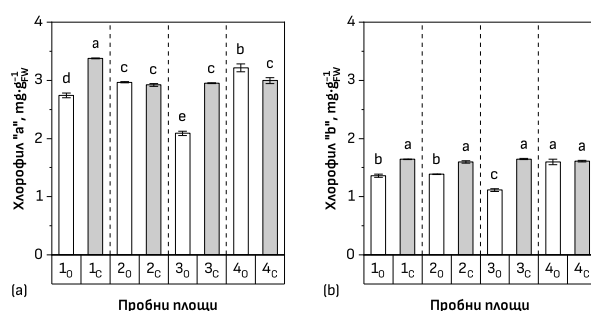 Хлорофил "a", mg·g⁻¹FW
4
3
2
1
0
d a c c e c b c
1O 1C 2O 2C 3O 3C 4O 4C
(a)
Пробни площи
Хлорофил "b", mg·g⁻¹FW
4
3
2
1
0
b a b a c a a a
1O 1C 2O 2C 3O 3C 4O 4C
(b)
Пробни площи